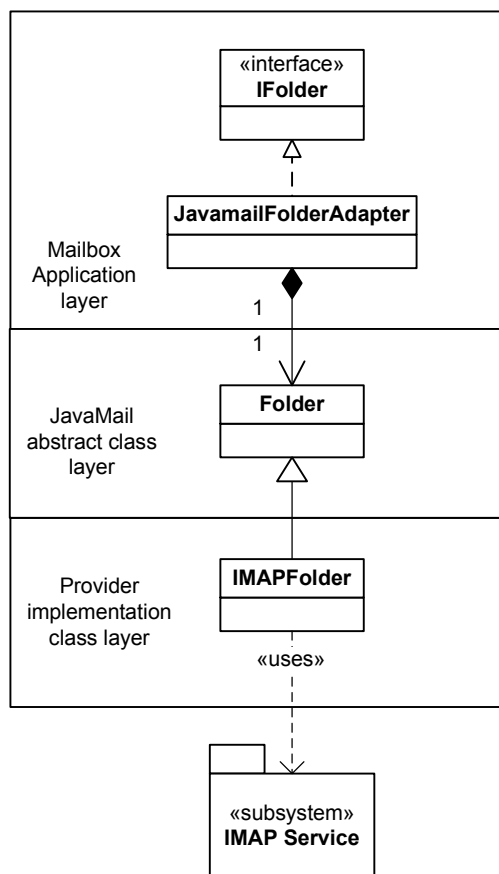 «interface»
IFolder
JavamailFolderAdapter
Mailbox
Application
layer
1
1
Folder
JavaMail
abstract class
layer
IMAPFolder
Provider
implementation
class layer
«uses»
«subsystem»
IMAP Service